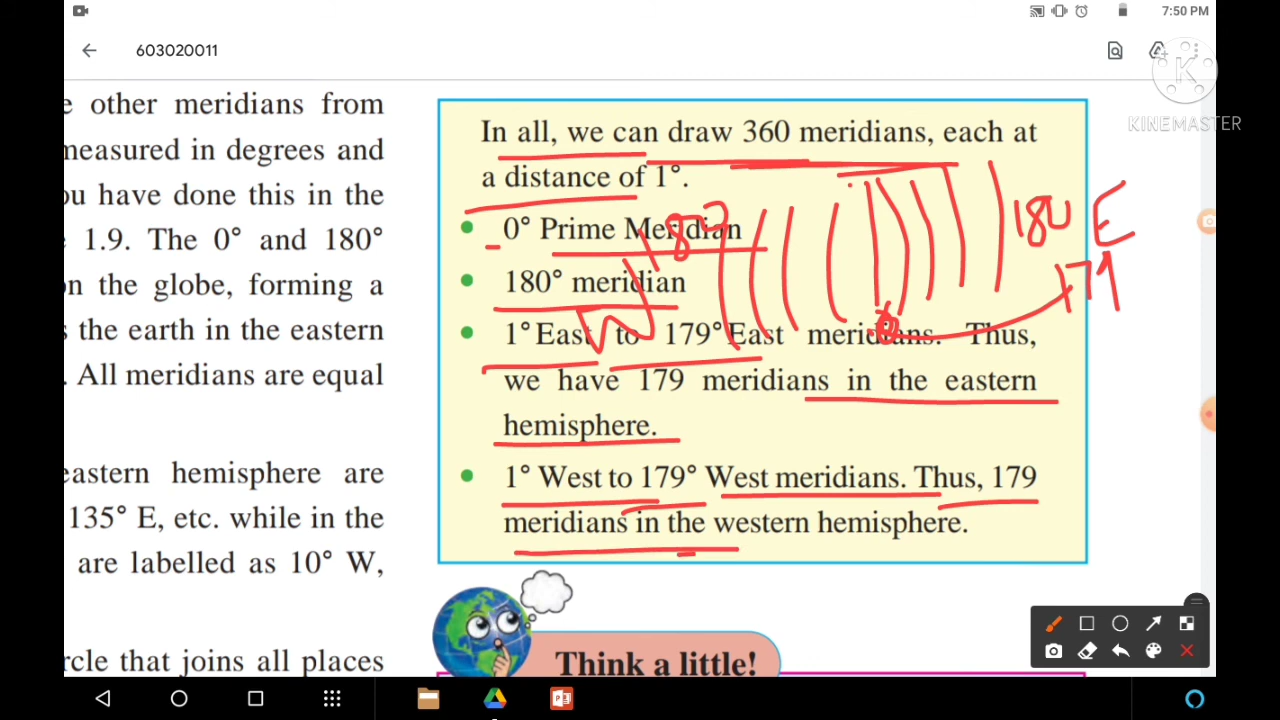 7:50 PM
603020011
KINEMASTER
e other meridians from
measured in degrees and
ou have done this in the
e 1.9. The 0° and 180°
on the globe, forming a
s the earth in the eastern
. All meridians are equal
eastern hemisphere are
135° E, etc. while in the
are labelled as 10° W,
rcle that joins all places
In all, we can draw 360 meridians, each at
a distance of 1°.
0° Prime Meridian
180° meridian
1° East to 179° East meridians. Thus,
we have 179 meridians in the eastern
hemisphere.
1° West to 179° West meridians. Thus, 179
meridians in the western hemisphere.
180 E
179
W
0
Think a little!